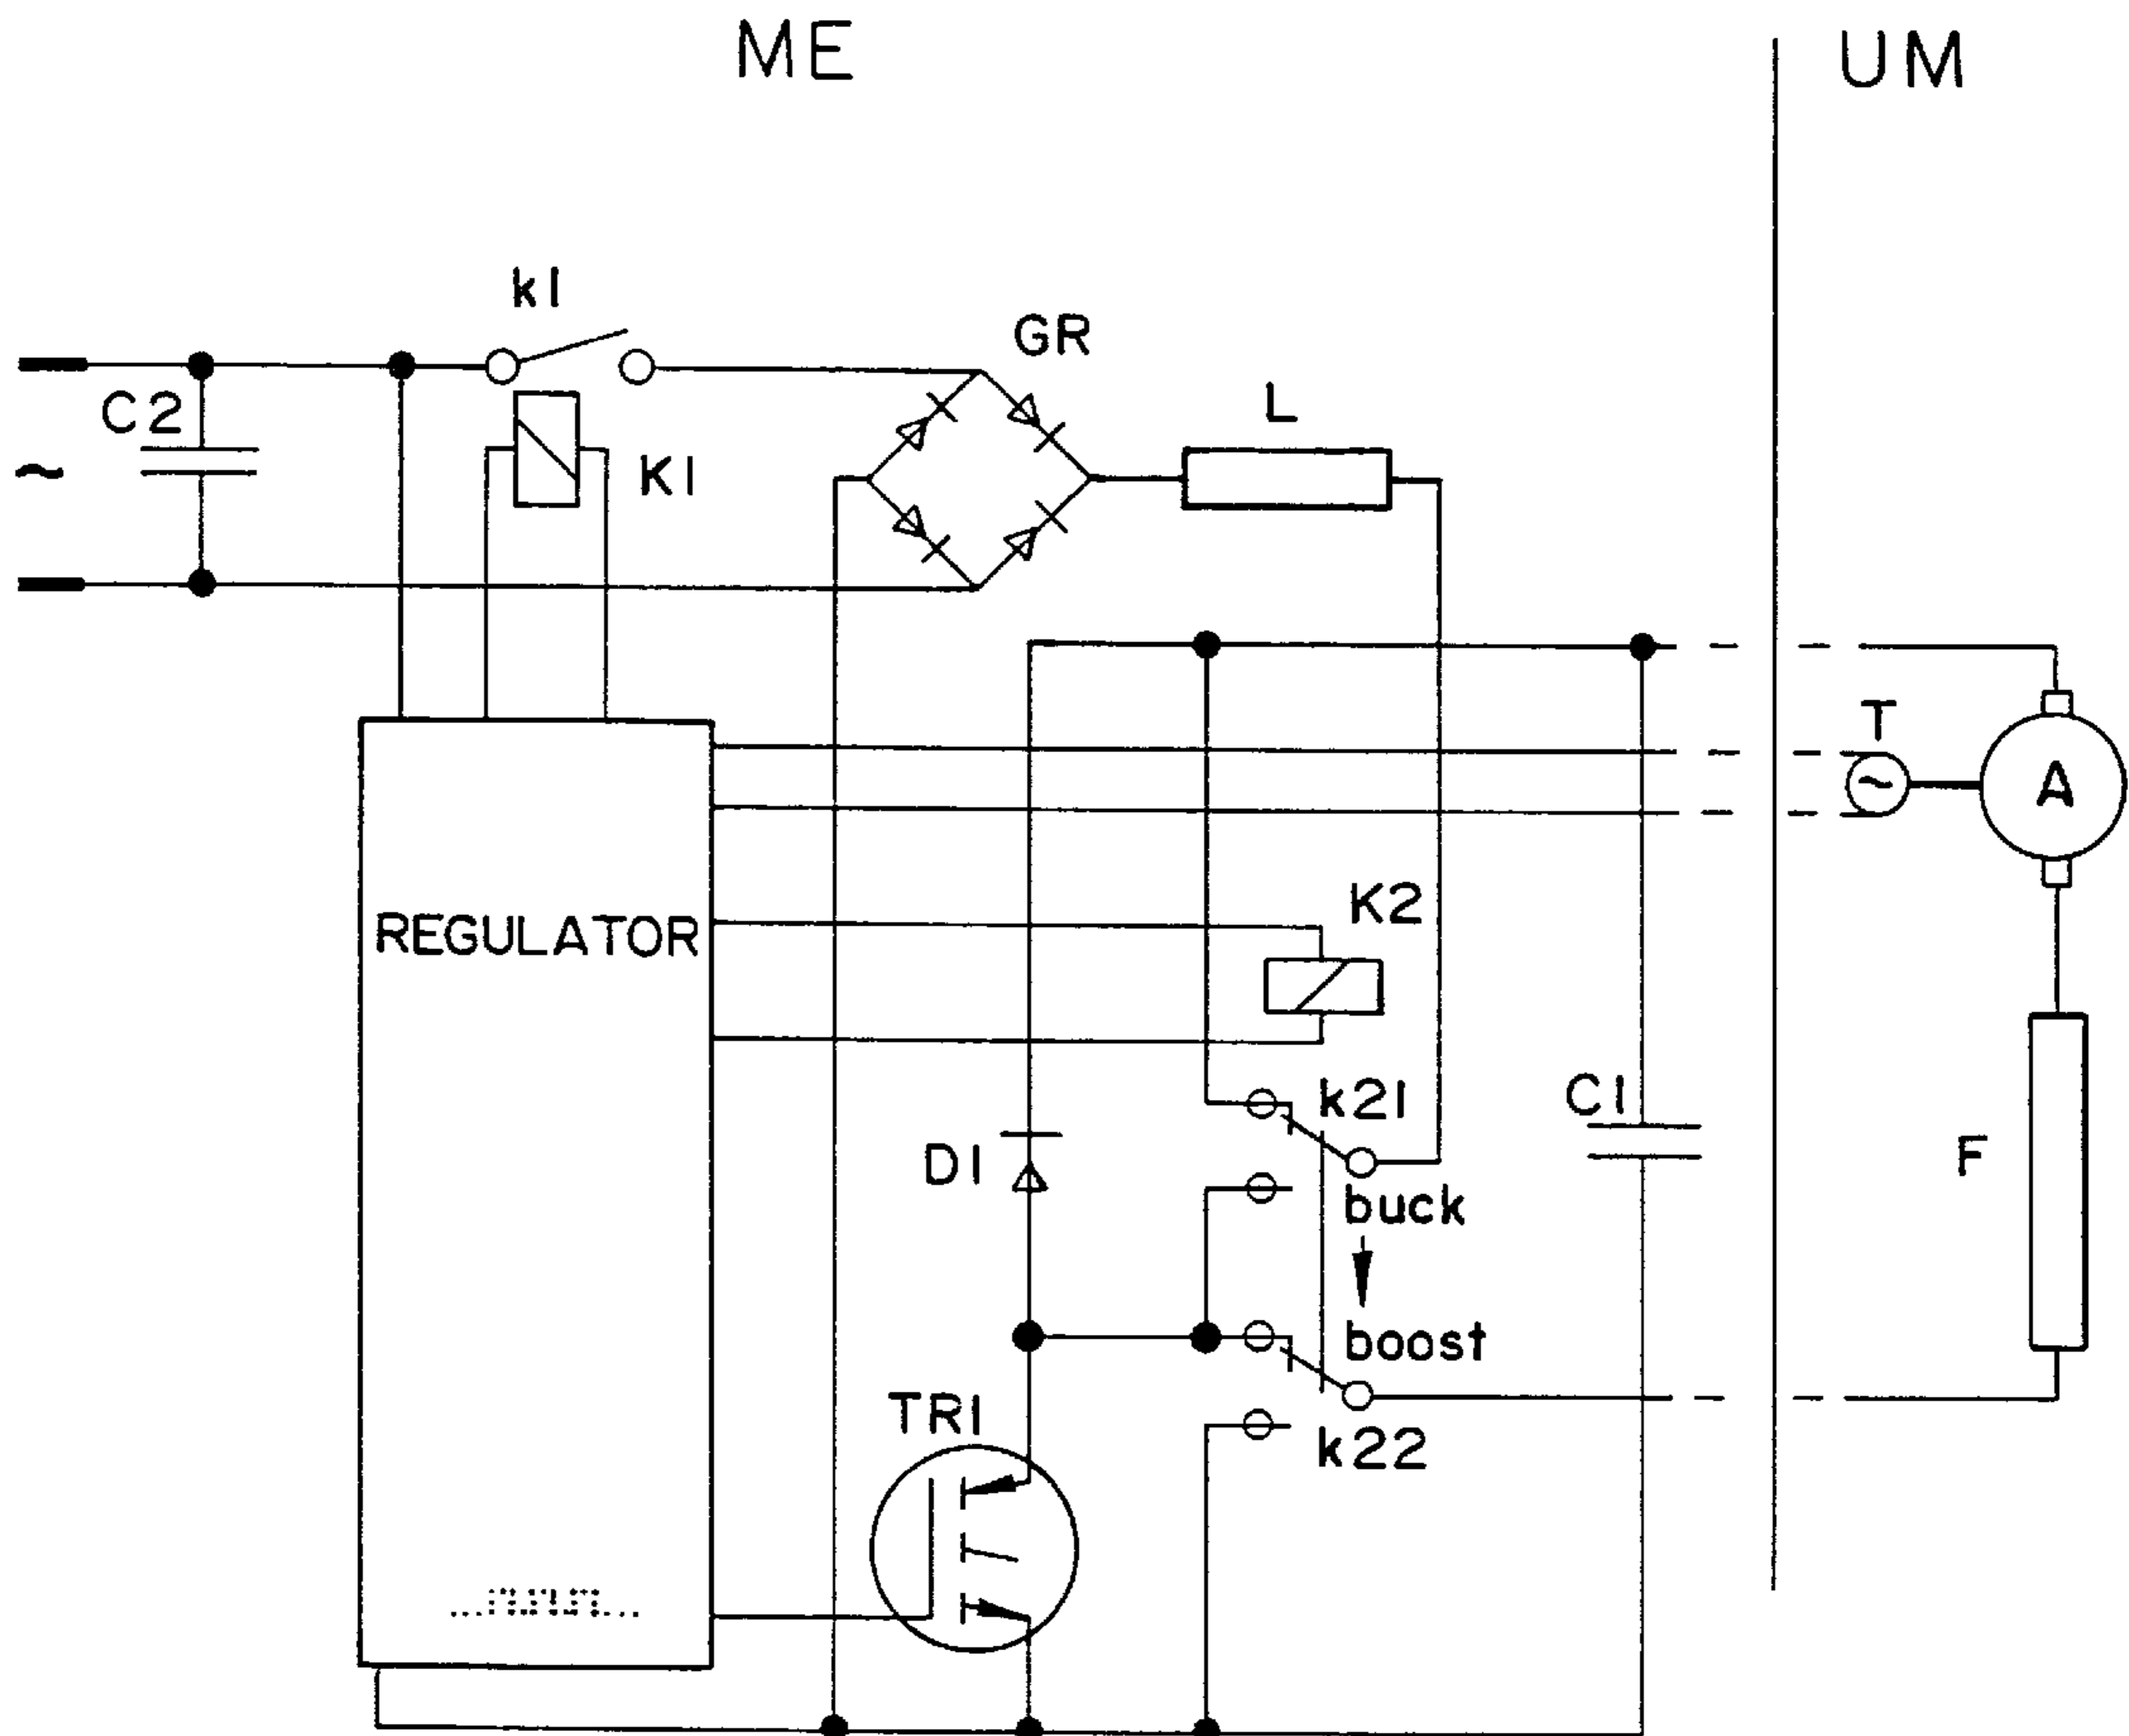 ME
UM
k1
GR
C2
L
~
K1
T
~
A
REGULATOR
K2
k21
C1
D1
F
buck
boost
TR1
k22